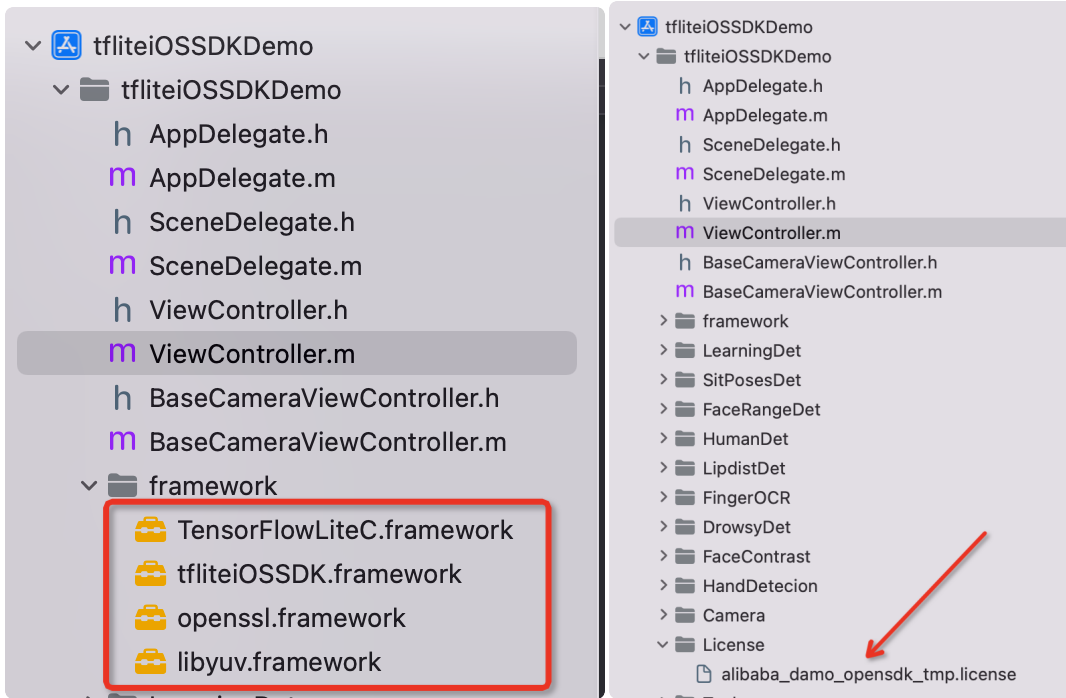 tfliteiOSSDKDemo
tfliteiOSSDKDemo
h AppDelegate.h
m AppDelegate.m
h SceneDelegate.h
m SceneDelegate.m
h ViewController.h
m ViewController.m
h BaseCameraViewController.h
m BaseCameraViewController.m
framework
TensorFlowLiteC.framework
tfliteiOSSDK.framework
openssl.framework
libyuv.framework
tfliteiOSSDKDemo
tfliteiOSSDKDemo
h AppDelegate.h
m AppDelegate.m
h SceneDelegate.h
m SceneDelegate.m
h ViewController.h
m ViewController.m
h BaseCameraViewController.h
m BaseCameraViewController.m
framework
LearningDet
SitPosesDet
FaceRangeDet
HumanDet
LipdistDet
FingerOCR
DrowsyDet
FaceContrast
HandDetecion
Camera
License
alibaba_damo_opensdk_tmp.license